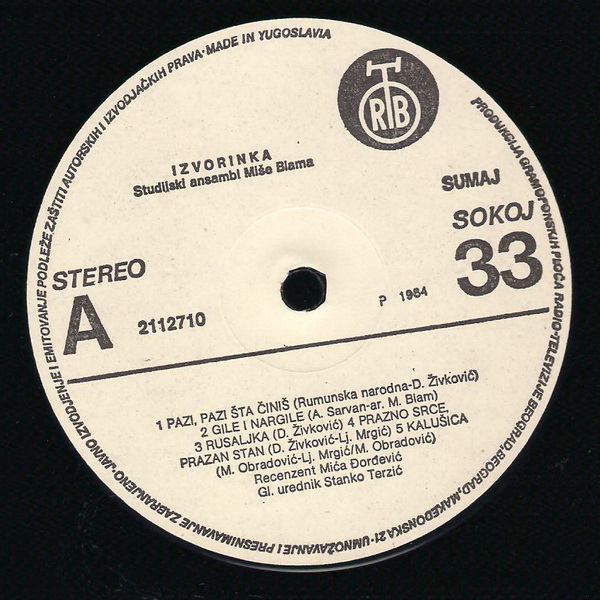 JAVNO IZVODJENJE I EMITOVANJE PODLEŽE ZAŠTITI AUTORSKIH I IZVODJAČKIH PRAVA · MADE IN YUGOSLAVIA
PRODUKCIJA GRAMOFONSKIH PLOČA RADIO-TELEVIZIJE BEOGRAD, BEOGRAD, MAKEDONSKA 21 · UMNOŽAVANJE I PRESNIMAVANJE ZABRANJENO ·
RTB
IZVORINKA
Studijski ansambl Miše Blama
SUMAJ
SOKOJ
33
STEREO
A
2112710
P 1984
1 PAZI, PAZI ŠTA ČINIŠ (Rumunska narodna-D. Živković)
2 GILE I NARGILE (A. Sarvan-ar. M. Blam)
3 RUSALJKA (D. Živković) 4 PRAZNO SRCE,
PRAZAN STAN (D. Živković-Lj. Mrgić) 5 KALUŠICA
(M. Obradović-Lj. Mrgić/M. Obradović)
Recenzent Mića Đorđević
Gl. urednik Stanko Terzić